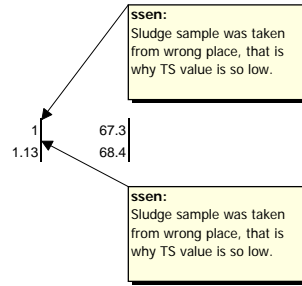 ssen:
Sludge sample was taken
from wrong place, that is
why TS value is so low.
1 67.3
1.13 68.4
ssen:
Sludge sample was taken
from wrong place, that is
why TS value is so low.